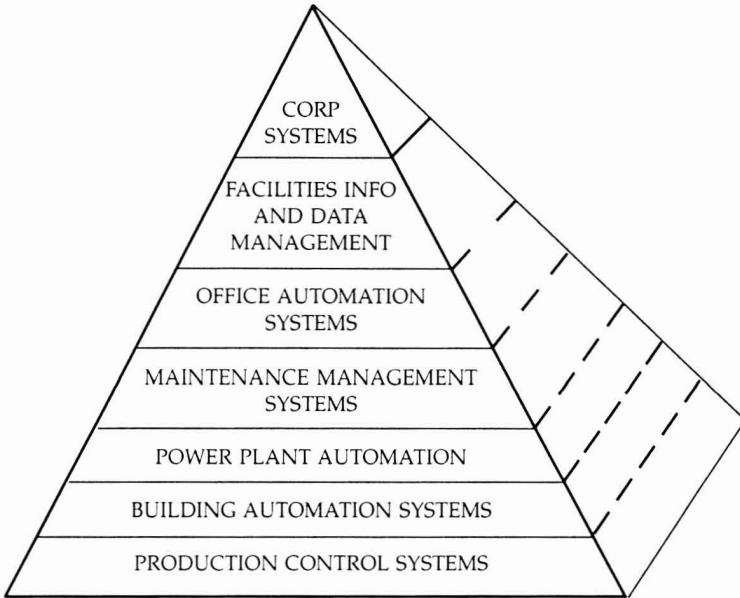 CORP
SYSTEMS
FACILITIES INFO
AND DATA
MANAGEMENT
OFFICE AUTOMATION
SYSTEMS
MAINTENANCE MANAGEMENT
SYSTEMS
POWER PLANT AUTOMATION
BUILDING AUTOMATION SYSTEMS
PRODUCTION CONTROL SYSTEMS